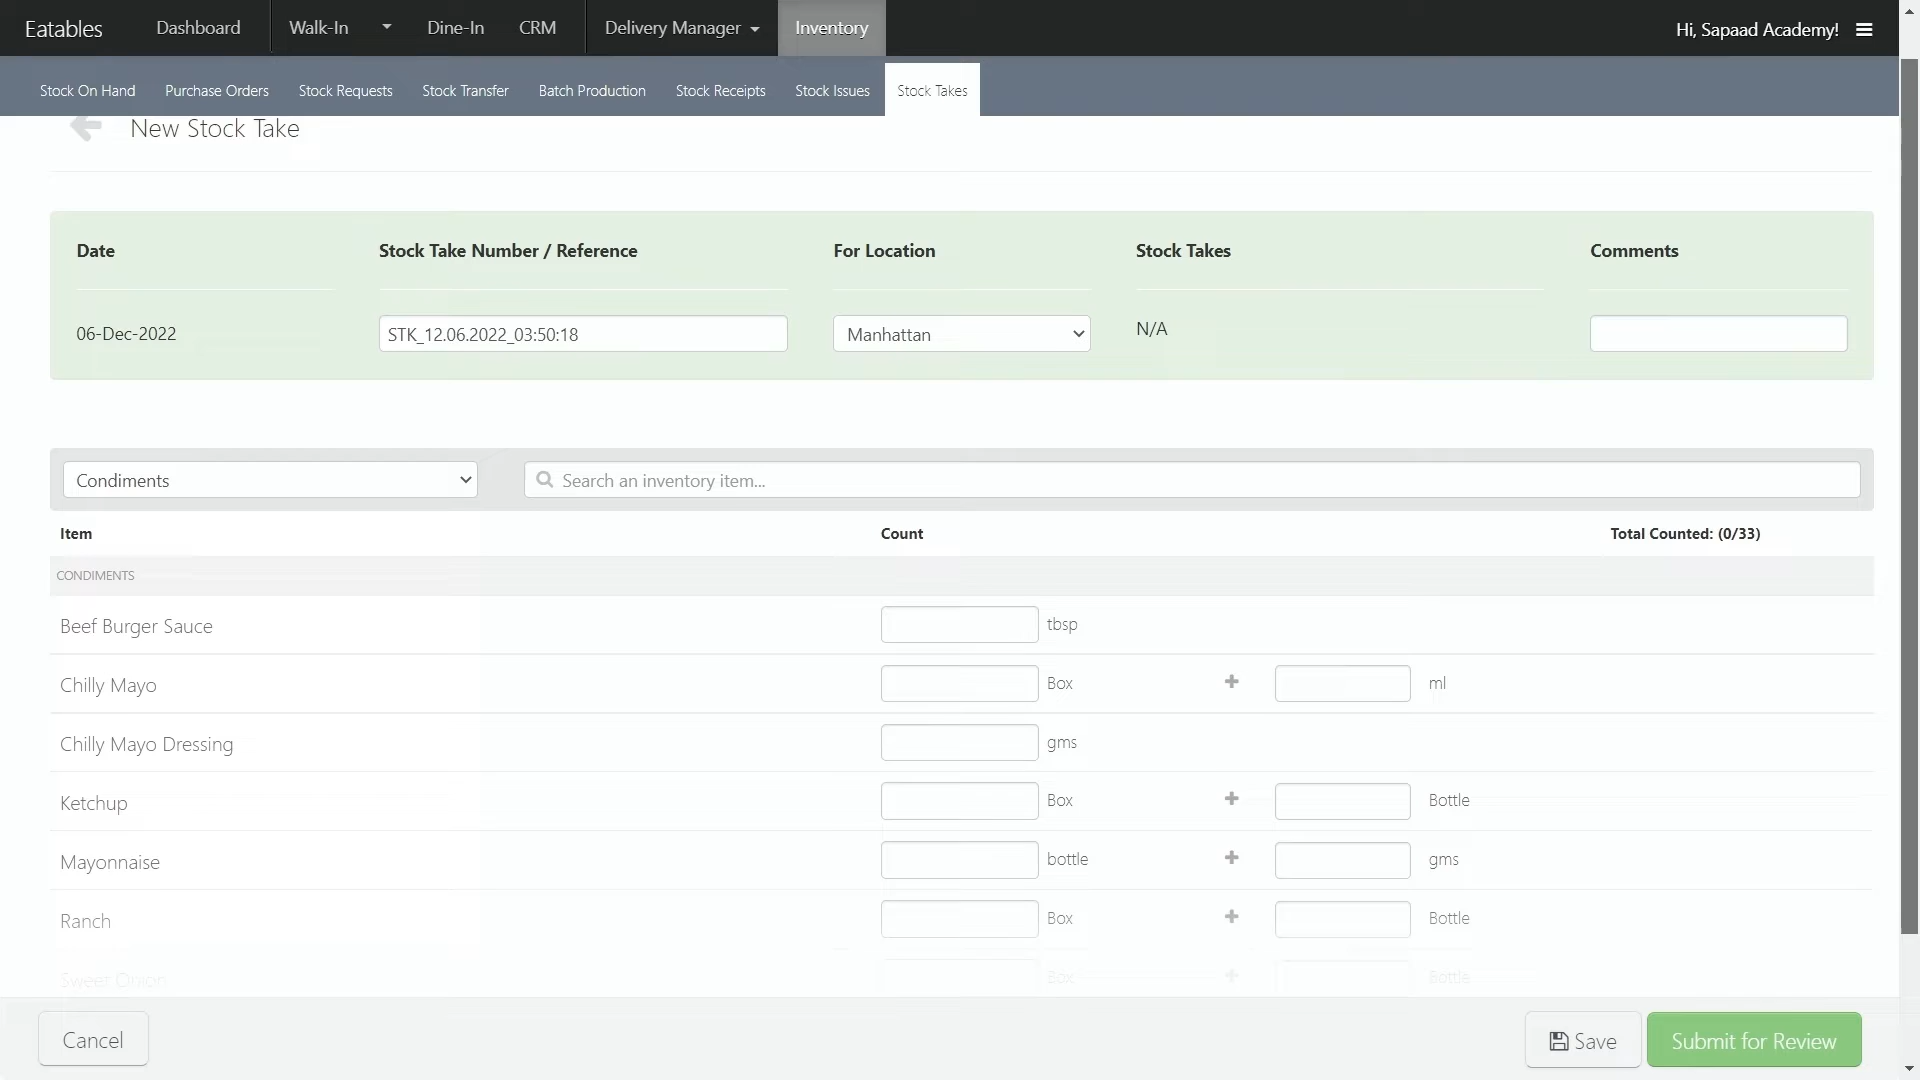 Eatables Dashboard Walk-In Dine-In CRM Delivery Manager Inventory Hi, Sapaad Academy!
Stock On Hand Purchase Orders Stock Requests Stock Transfer Batch Production Stock Receipts Stock Issues Stock Takes
New Stock Take
Date Stock Take Number / Reference For Location Stock Takes Comments
06-Dec-2022 STK_12.06.2022_03:50:18 Manhattan N/A
Condiments Search an inventory item...
Item Count Total Counted: (0/33)
CONDIMENTS
Beef Burger Sauce tbsp
Chilly Mayo Box + ml
Chilly Mayo Dressing gms
Ketchup Box + Bottle
Mayonnaise bottle + gms
Ranch Box + Bottle
Sweet Onion Box + Bottle
Cancel Save Submit for Review